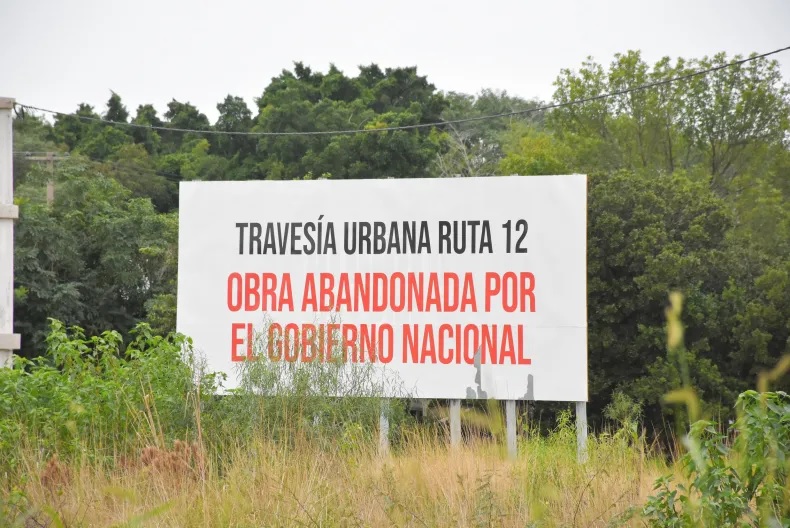 TRAVESÍA URBANA RUTA 12
OBRA ABANDONADA POR
EL GOBIERNO NACIONAL